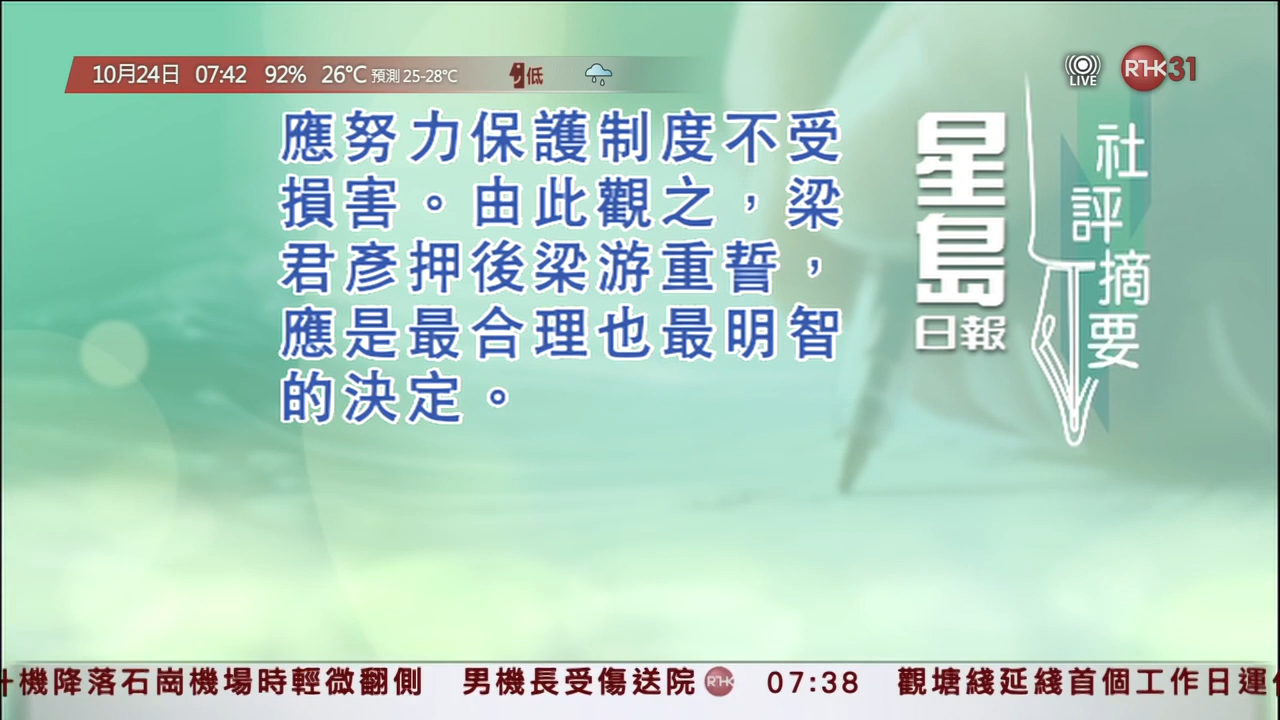 10月24日 07:42 92% 26°C 預測 25-28°C 低
LIVE
RTHK 31
應努力保護制度不受
損害。由此觀之，梁
君彥押後梁游重誓，
應是最合理也最明智
的決定。
星島
日報
社評摘要
機降落石崗機場時輕微翻側 男機長受傷送院 RTHK 07:38 觀塘綫延綫首個工作日運